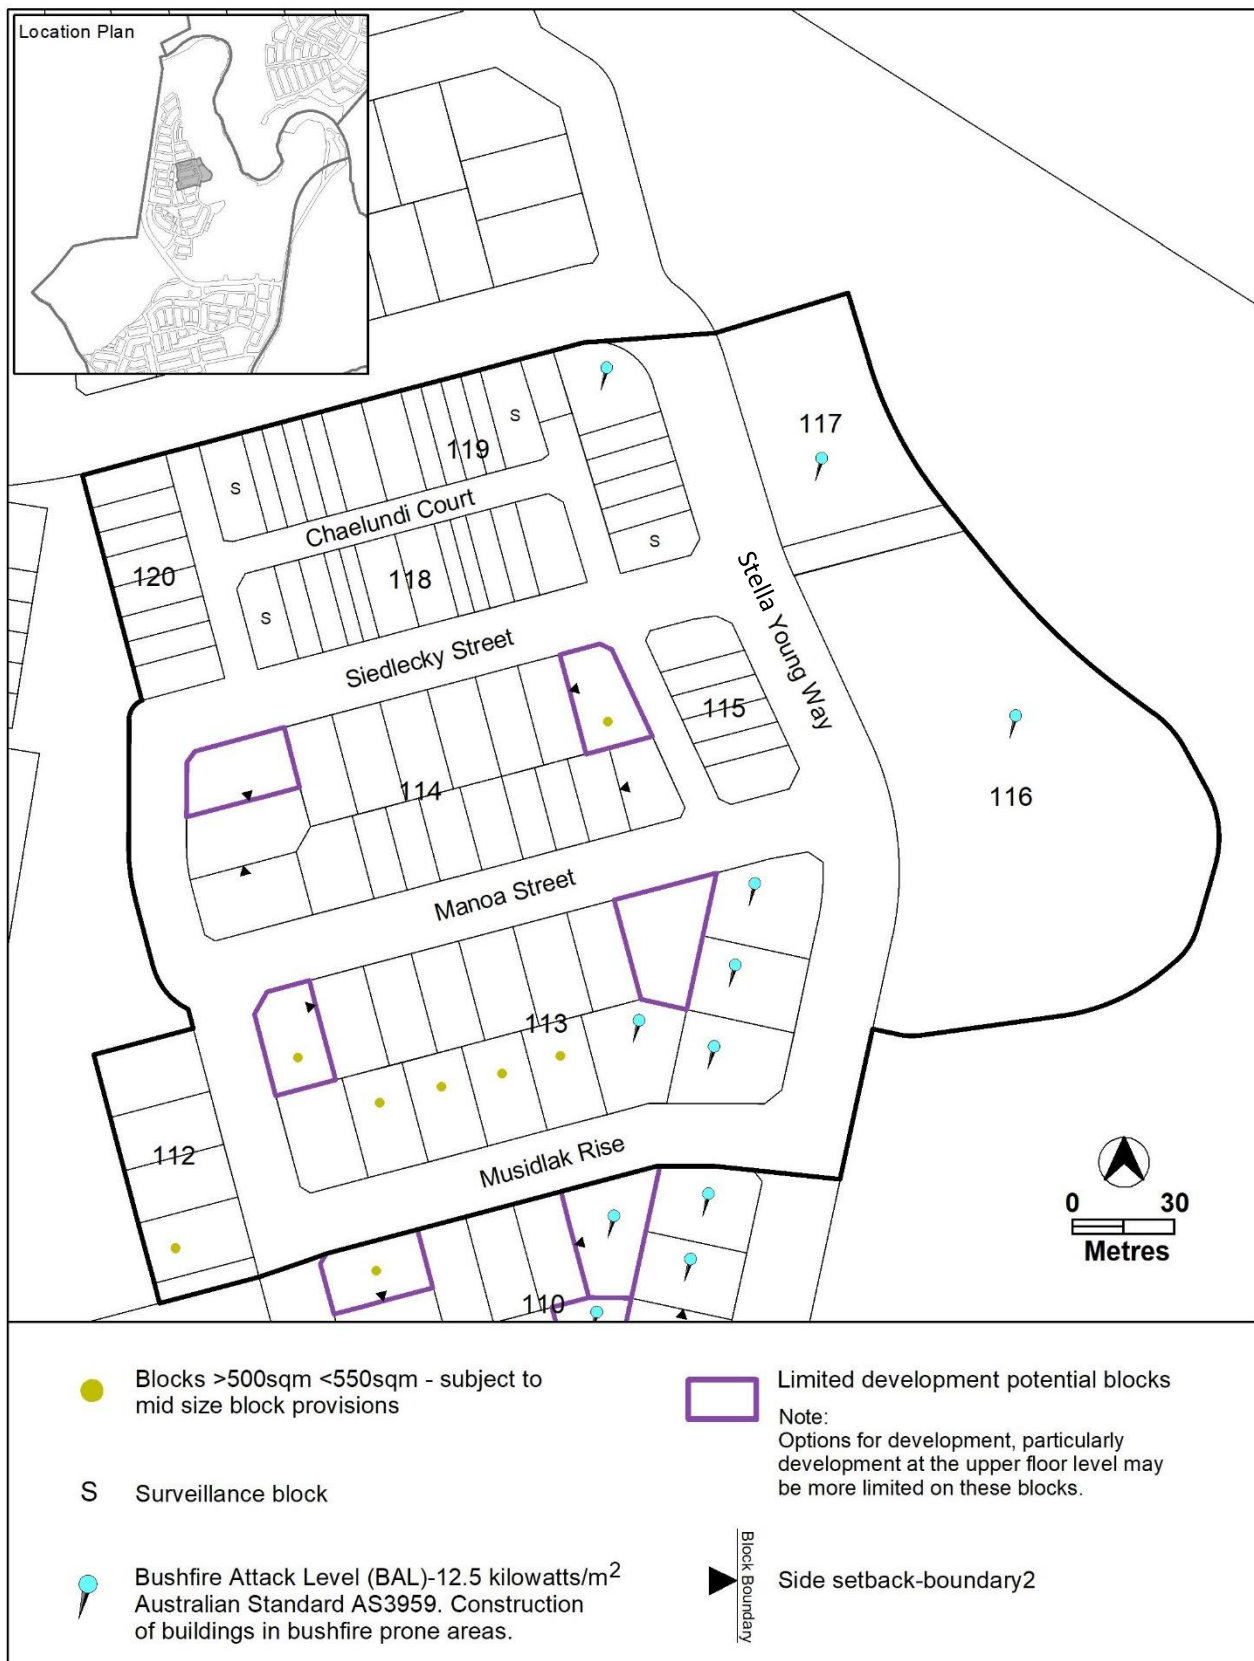 Location Plan
117
S
119
S
Chaelundi Court
S
120
118
S
Stella Young Way
Siedlecky Street
115
114
116
Manoa Street
113
112
Musidlak Rise
0 30
Metres
110
Blocks >500sqm <550sqm - subject to
mid size block provisions
S Surveillance block
Bushfire Attack Level (BAL)-12.5 kilowatts/m²
Australian Standard AS3959. Construction
of buildings in bushfire prone areas.
Limited development potential blocks
Note:
Options for development, particularly
development at the upper floor level may
be more limited on these blocks.
Block Boundary
Side setback-boundary2